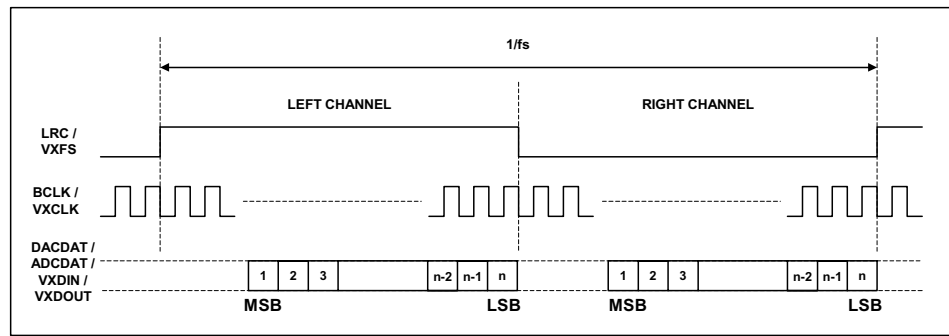 1/fs
LEFT CHANNEL
RIGHT CHANNEL
LRC /
VXFS
BCLK /
VXCLK
DACDAT /
ADCDAT /
VXDIN /
VXDOUT
1 2 3 n-2 n-1 n 1 2 3 n-2 n-1 n
MSB LSB MSB LSB